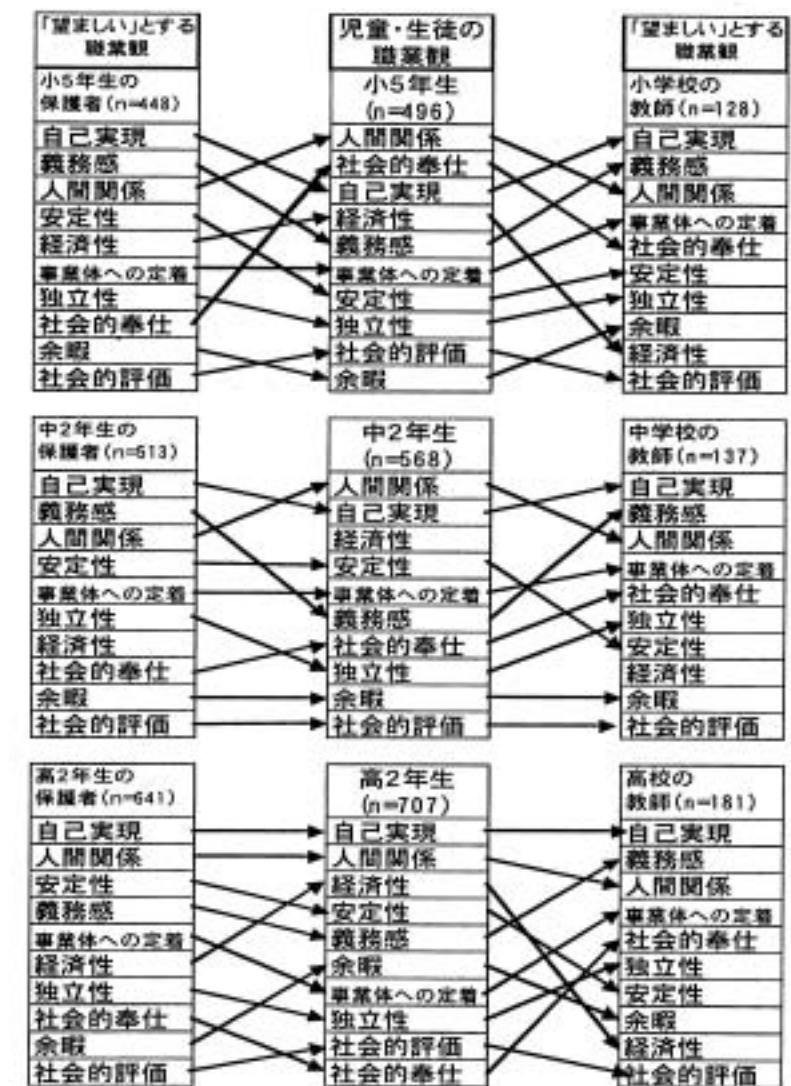 「望ましい」とする
職業観
小5年生の
保護者(n=448)
自己実現
義務感
人間関係
安定性
経済性
事業体への定着
独立性
社会的奉仕
余暇
社会的評価
児童・生徒の
職業観
小5年生
(n=496)
人間関係
社会的奉仕
自己実現
経済性
義務感
事業体への定着
安定性
独立性
社会的評価
余暇
「望ましい」とする
職業観
小学校の
教師(n=128)
自己実現
義務感
人間関係
事業体への定着
社会的奉仕
安定性
独立性
余暇
経済性
社会的評価
中2年生の
保護者(n=513)
自己実現
義務感
人間関係
安定性
事業体への定着
独立性
経済性
社会的奉仕
余暇
社会的評価
中2年生
(n=568)
人間関係
自己実現
経済性
安定性
事業体への定着
義務感
社会的奉仕
独立性
余暇
社会的評価
中学校の
教師(n=137)
自己実現
義務感
人間関係
事業体への定着
社会的奉仕
独立性
安定性
経済性
余暇
社会的評価
高2年生の
保護者(n=641)
自己実現
人間関係
安定性
義務感
事業体への定着
経済性
独立性
社会的奉仕
余暇
社会的評価
高2年生
(n=707)
自己実現
人間関係
経済性
安定性
義務感
余暇
事業体への定着
独立性
社会的評価
社会的奉仕
高校の
教師(n=181)
自己実現
義務感
人間関係
事業体への定着
社会的奉仕
独立性
安定性
余暇
経済性
社会的評価